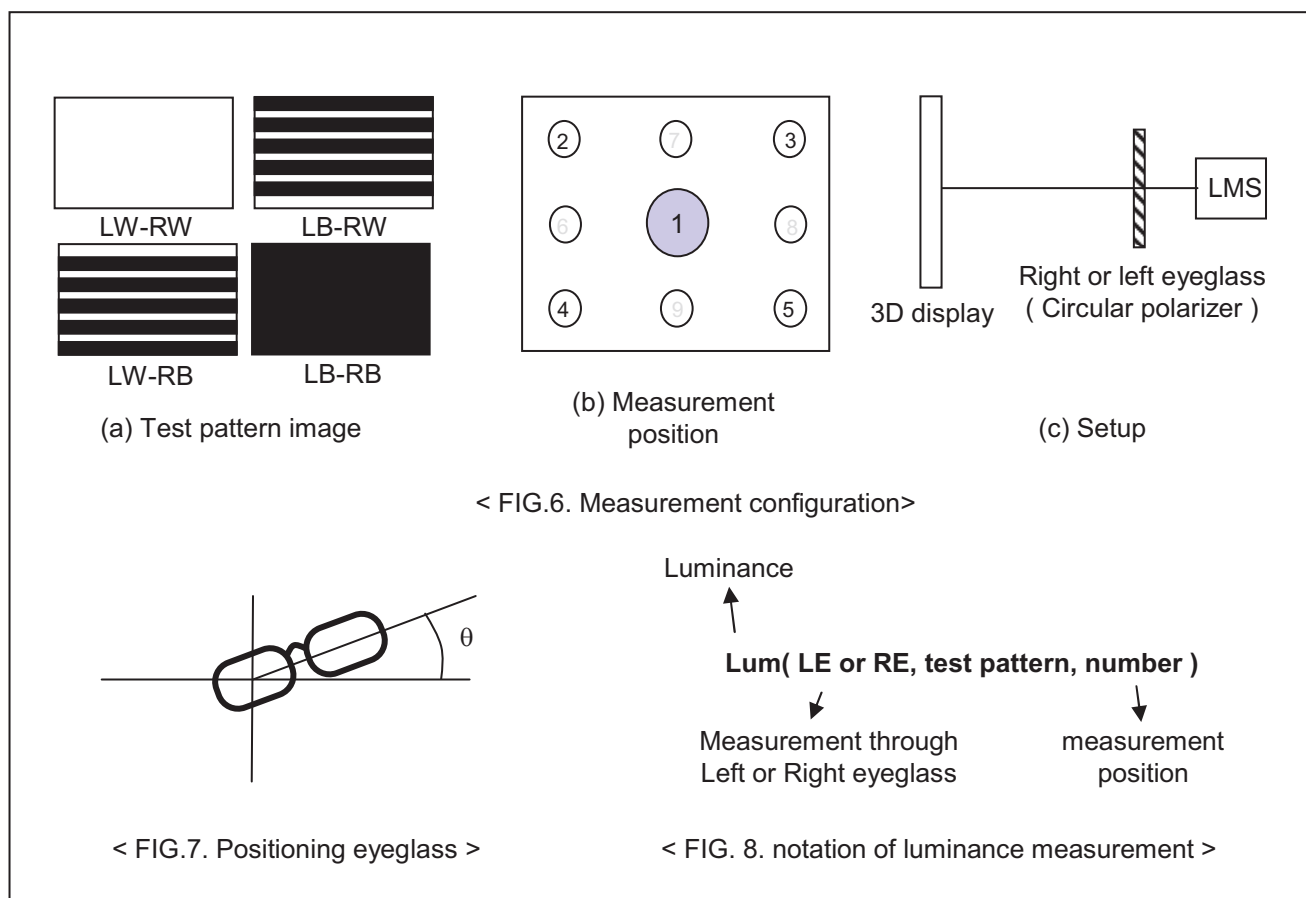 LW-RW
LB-RW
LW-RB
LB-RB
(a) Test pattern image
2
7
3
6
1
8
4
9
5
(b) Measurement
position
LMS
3D display
Right or left eyeglass
( Circular polarizer )
(c) Setup
< FIG.6. Measurement configuration>
θ
< FIG.7. Positioning eyeglass >
Luminance
Lum( LE or RE, test pattern, number )
Measurement through
Left or Right eyeglass
measurement
position
< FIG. 8. notation of luminance measurement >